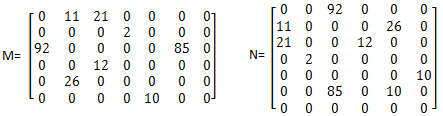 0 11 21 0 0 0 0
0 0 0 2 0 0 0
M= 92 0 0 0 0 85 0
0 0 12 0 0 0 0
0 26 0 0 0 0 0
0 0 0 0 10 0 0
0 0 92 0 0 0
11 0 0 0 26 0
21 0 0 12 0 0
N= 0 2 0 0 0 0
0 0 0 0 0 10
0 0 85 0 10 0
0 0 0 0 0 0